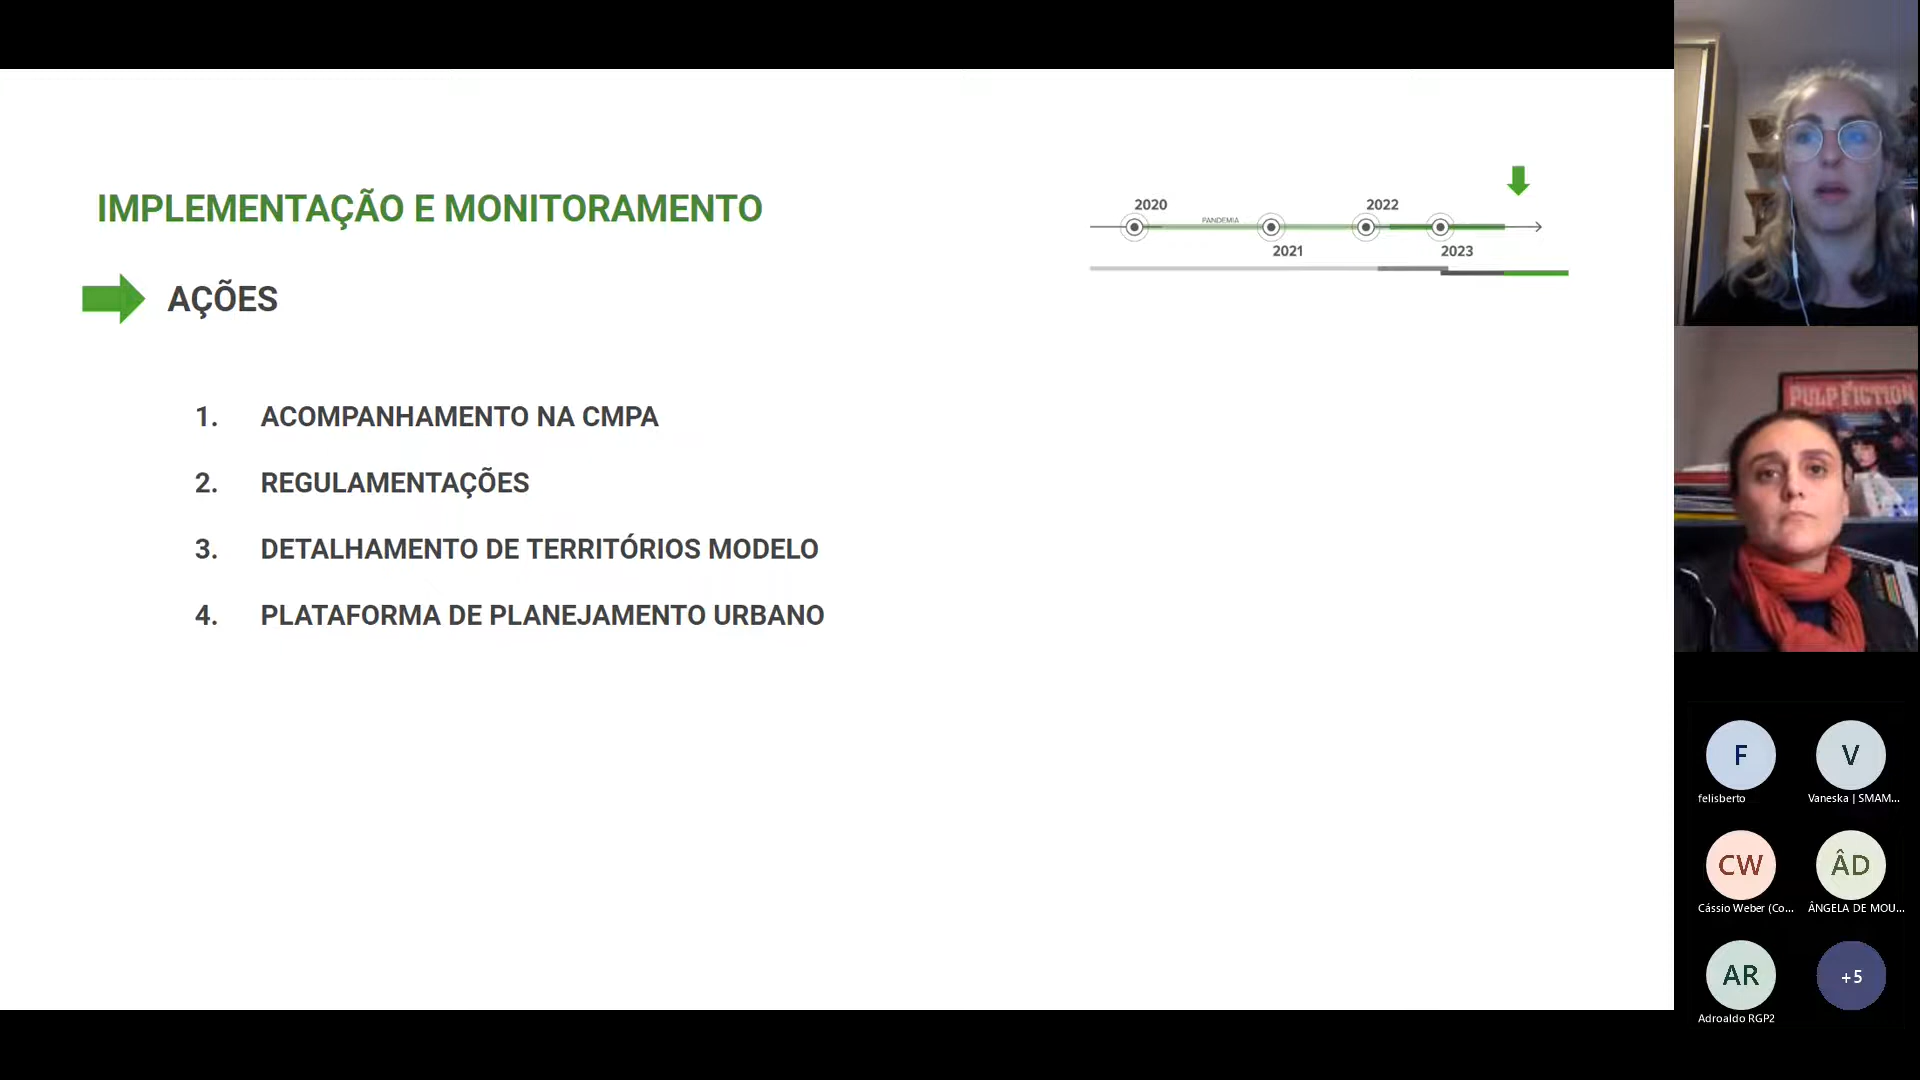 IMPLEMENTAÇÃO E MONITORAMENTO
AÇÕES
1. ACOMPANHAMENTO NA CMPA
2. REGULAMENTAÇÕES
3. DETALHAMENTO DE TERRITÓRIOS MODELO
4. PLATAFORMA DE PLANEJAMENTO URBANO
2020
2022
PANDEMIA
2021
2023
PULP FICTION
F
V
felisberto
Vaneska | SMAM...
CW
ÂD
Cássio Weber (Co...
ÂNGELA DE MOU...
AR
+5
Adroaldo RGP2